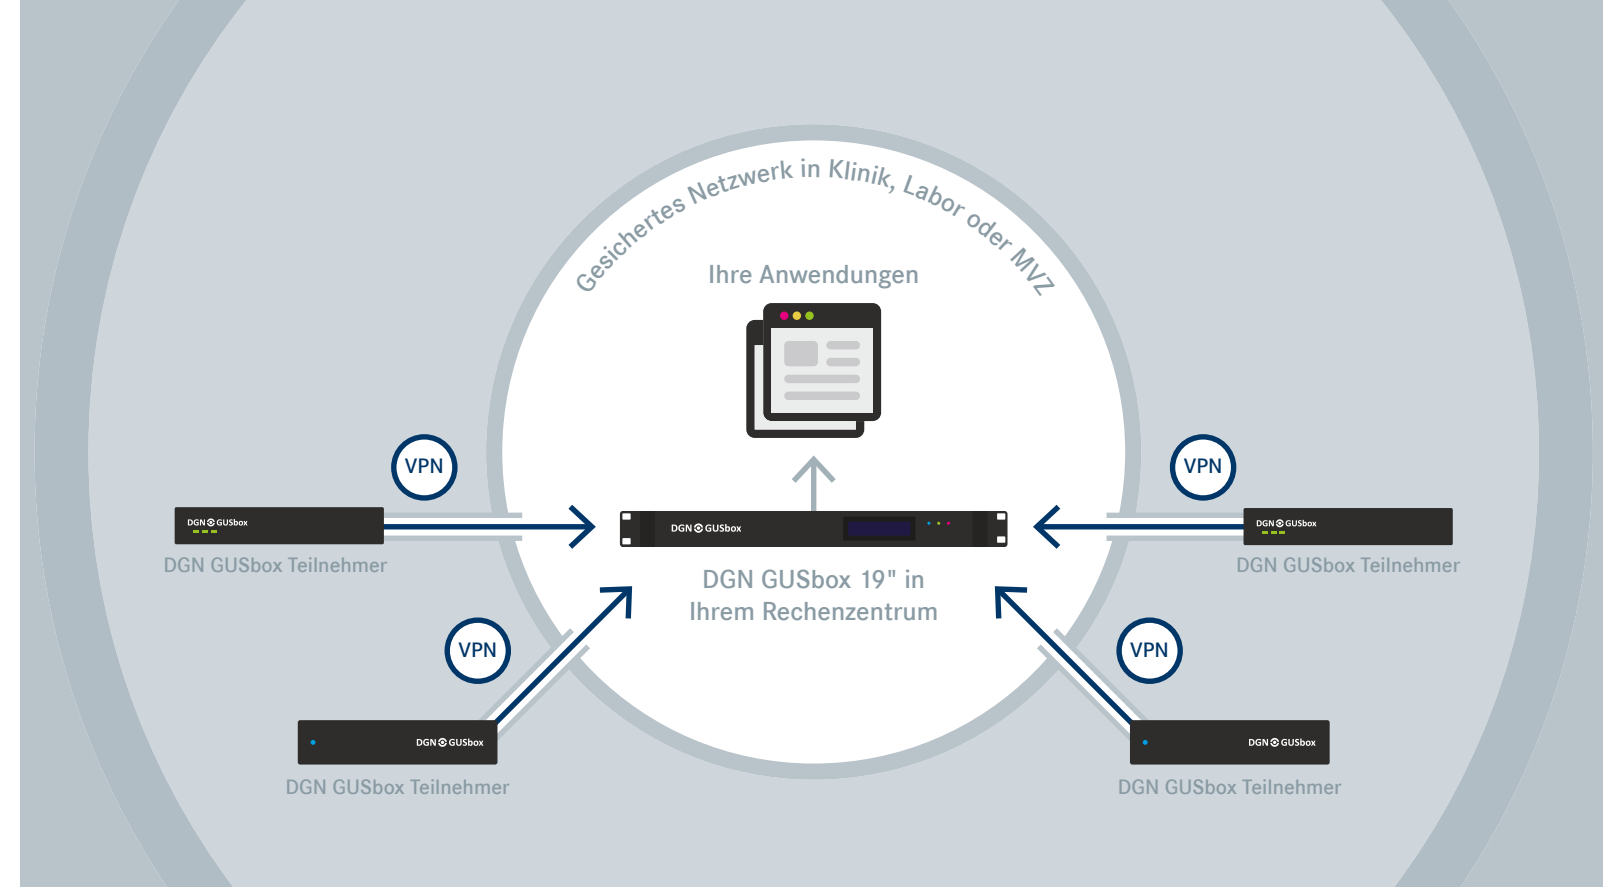 Gesichertes Netzwerk in Klinik, Labor oder MVZ
Ihre Anwendungen
VPN
VPN
DGN GUSbox
DGN GUSbox
DGN GUSbox
DGN GUSbox Teilnehmer
DGN GUSbox 19" in
Ihrem Rechenzentrum
DGN GUSbox Teilnehmer
VPN
VPN
DGN GUSbox
DGN GUSbox
DGN GUSbox Teilnehmer
DGN GUSbox Teilnehmer